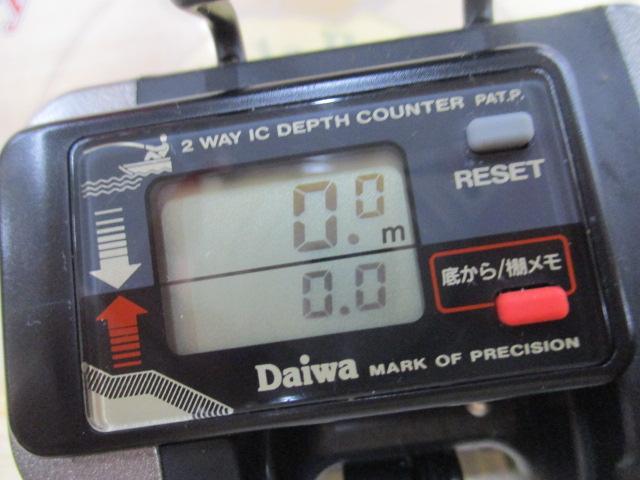 2 WAY IC DEPTH COUNTER PAT.P.
RESET
0.0 m
0.0
底から/棚メモ
Daiwa MARK OF PRECISION